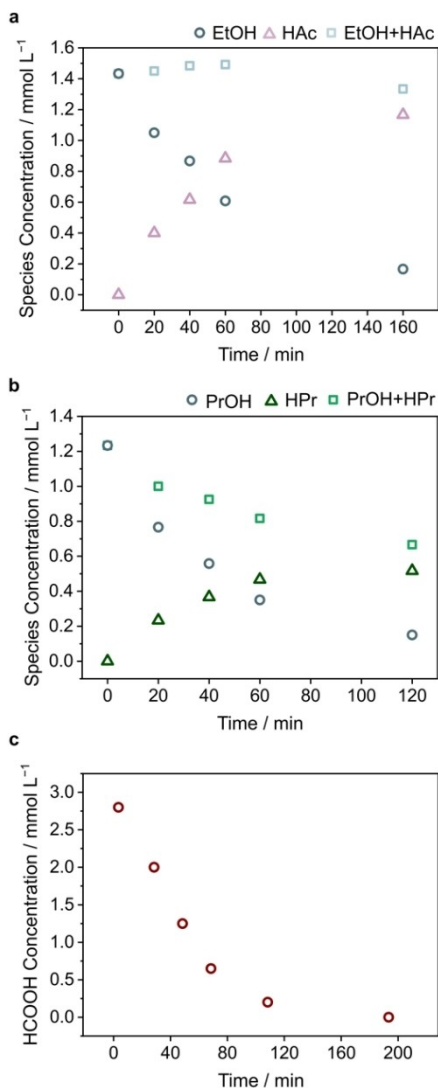 a
EtOH HAc EtOH+HAc
Species Concentration / mmol L⁻¹
1.6
1.4
1.2
1.0
0.8
0.6
0.4
0.2
0.0
0 20 40 60 80 100 120 140 160
Time / min
b
PrOH HPr PrOH+HPr
Species Concentration / mmol L⁻¹
1.4
1.2
1.0
0.8
0.6
0.4
0.2
0.0
0 20 40 60 80 100 120
Time / min
c
HCOOH Concentration / mmol L⁻¹
3.0
2.5
2.0
1.5
1.0
0.5
0.0
0 40 80 120 160 200
Time / min